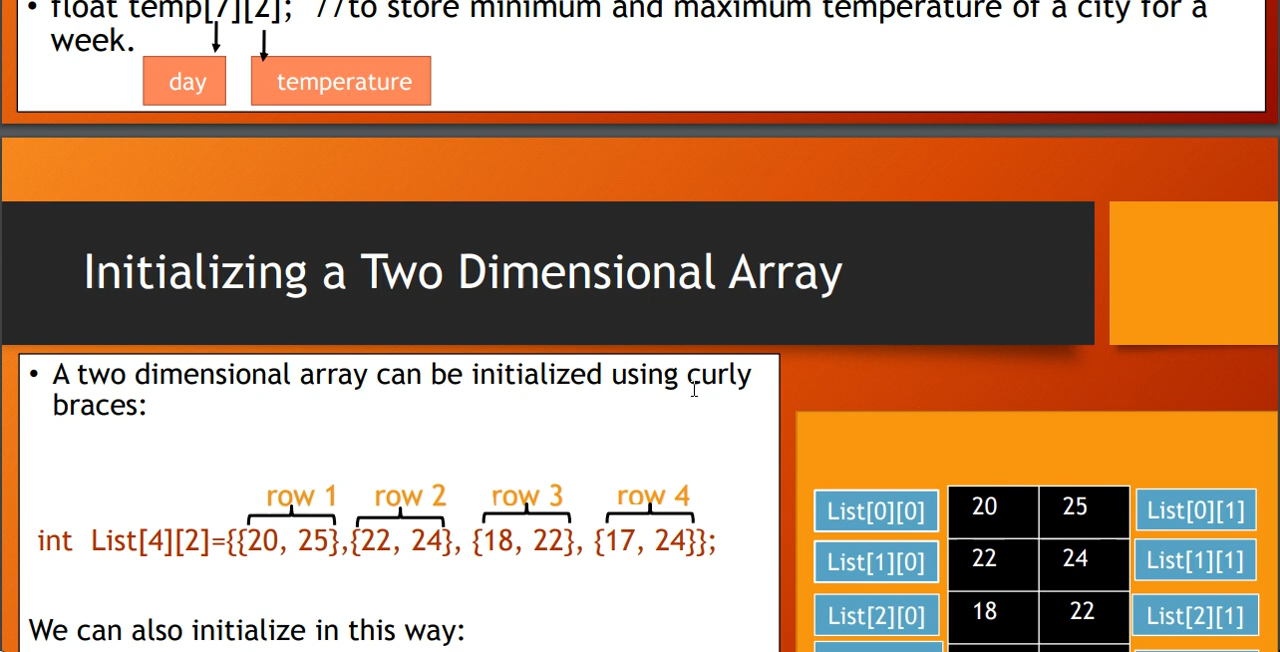 • float temp[7][2]; //to store minimum and maximum temperature of a city for a
week.
day temperature
Initializing a Two Dimensional Array
• A two dimensional array can be initialized using curly
braces:
row 1 row 2 row 3 row 4
int List[4][2]={{20, 25},{22, 24}, {18, 22}, {17, 24}};
We can also initialize in this way:
List[0][0] 20 25 List[0][1]
List[1][0] 22 24 List[1][1]
List[2][0] 18 22 List[2][1]